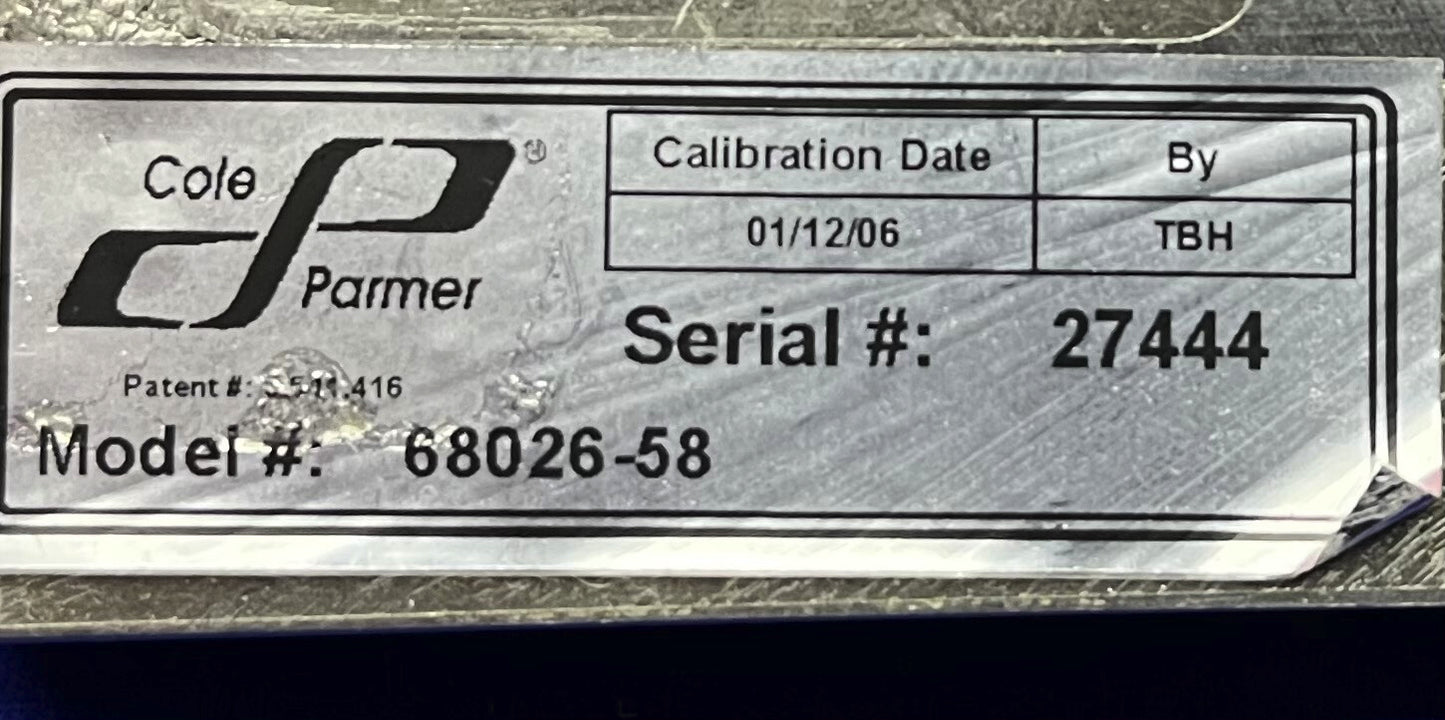 Cole
Parmer
®
Calibration Date By
01/12/06 TBH
Serial #: 27444
Patent #:
Model #: 68026-58